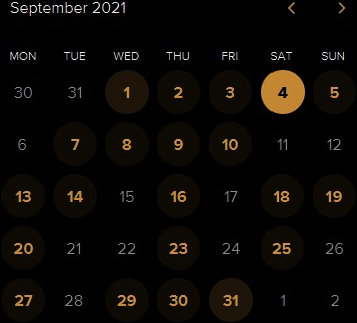 September 2021
MON TUE WED THU FRI SAT SUN
30 31 1 2 3 4 5
6 7 8 9 10 11 12
13 14 15 16 17 18 19
20 21 22 23 24 25 26
27 28 29 30 31 1 2